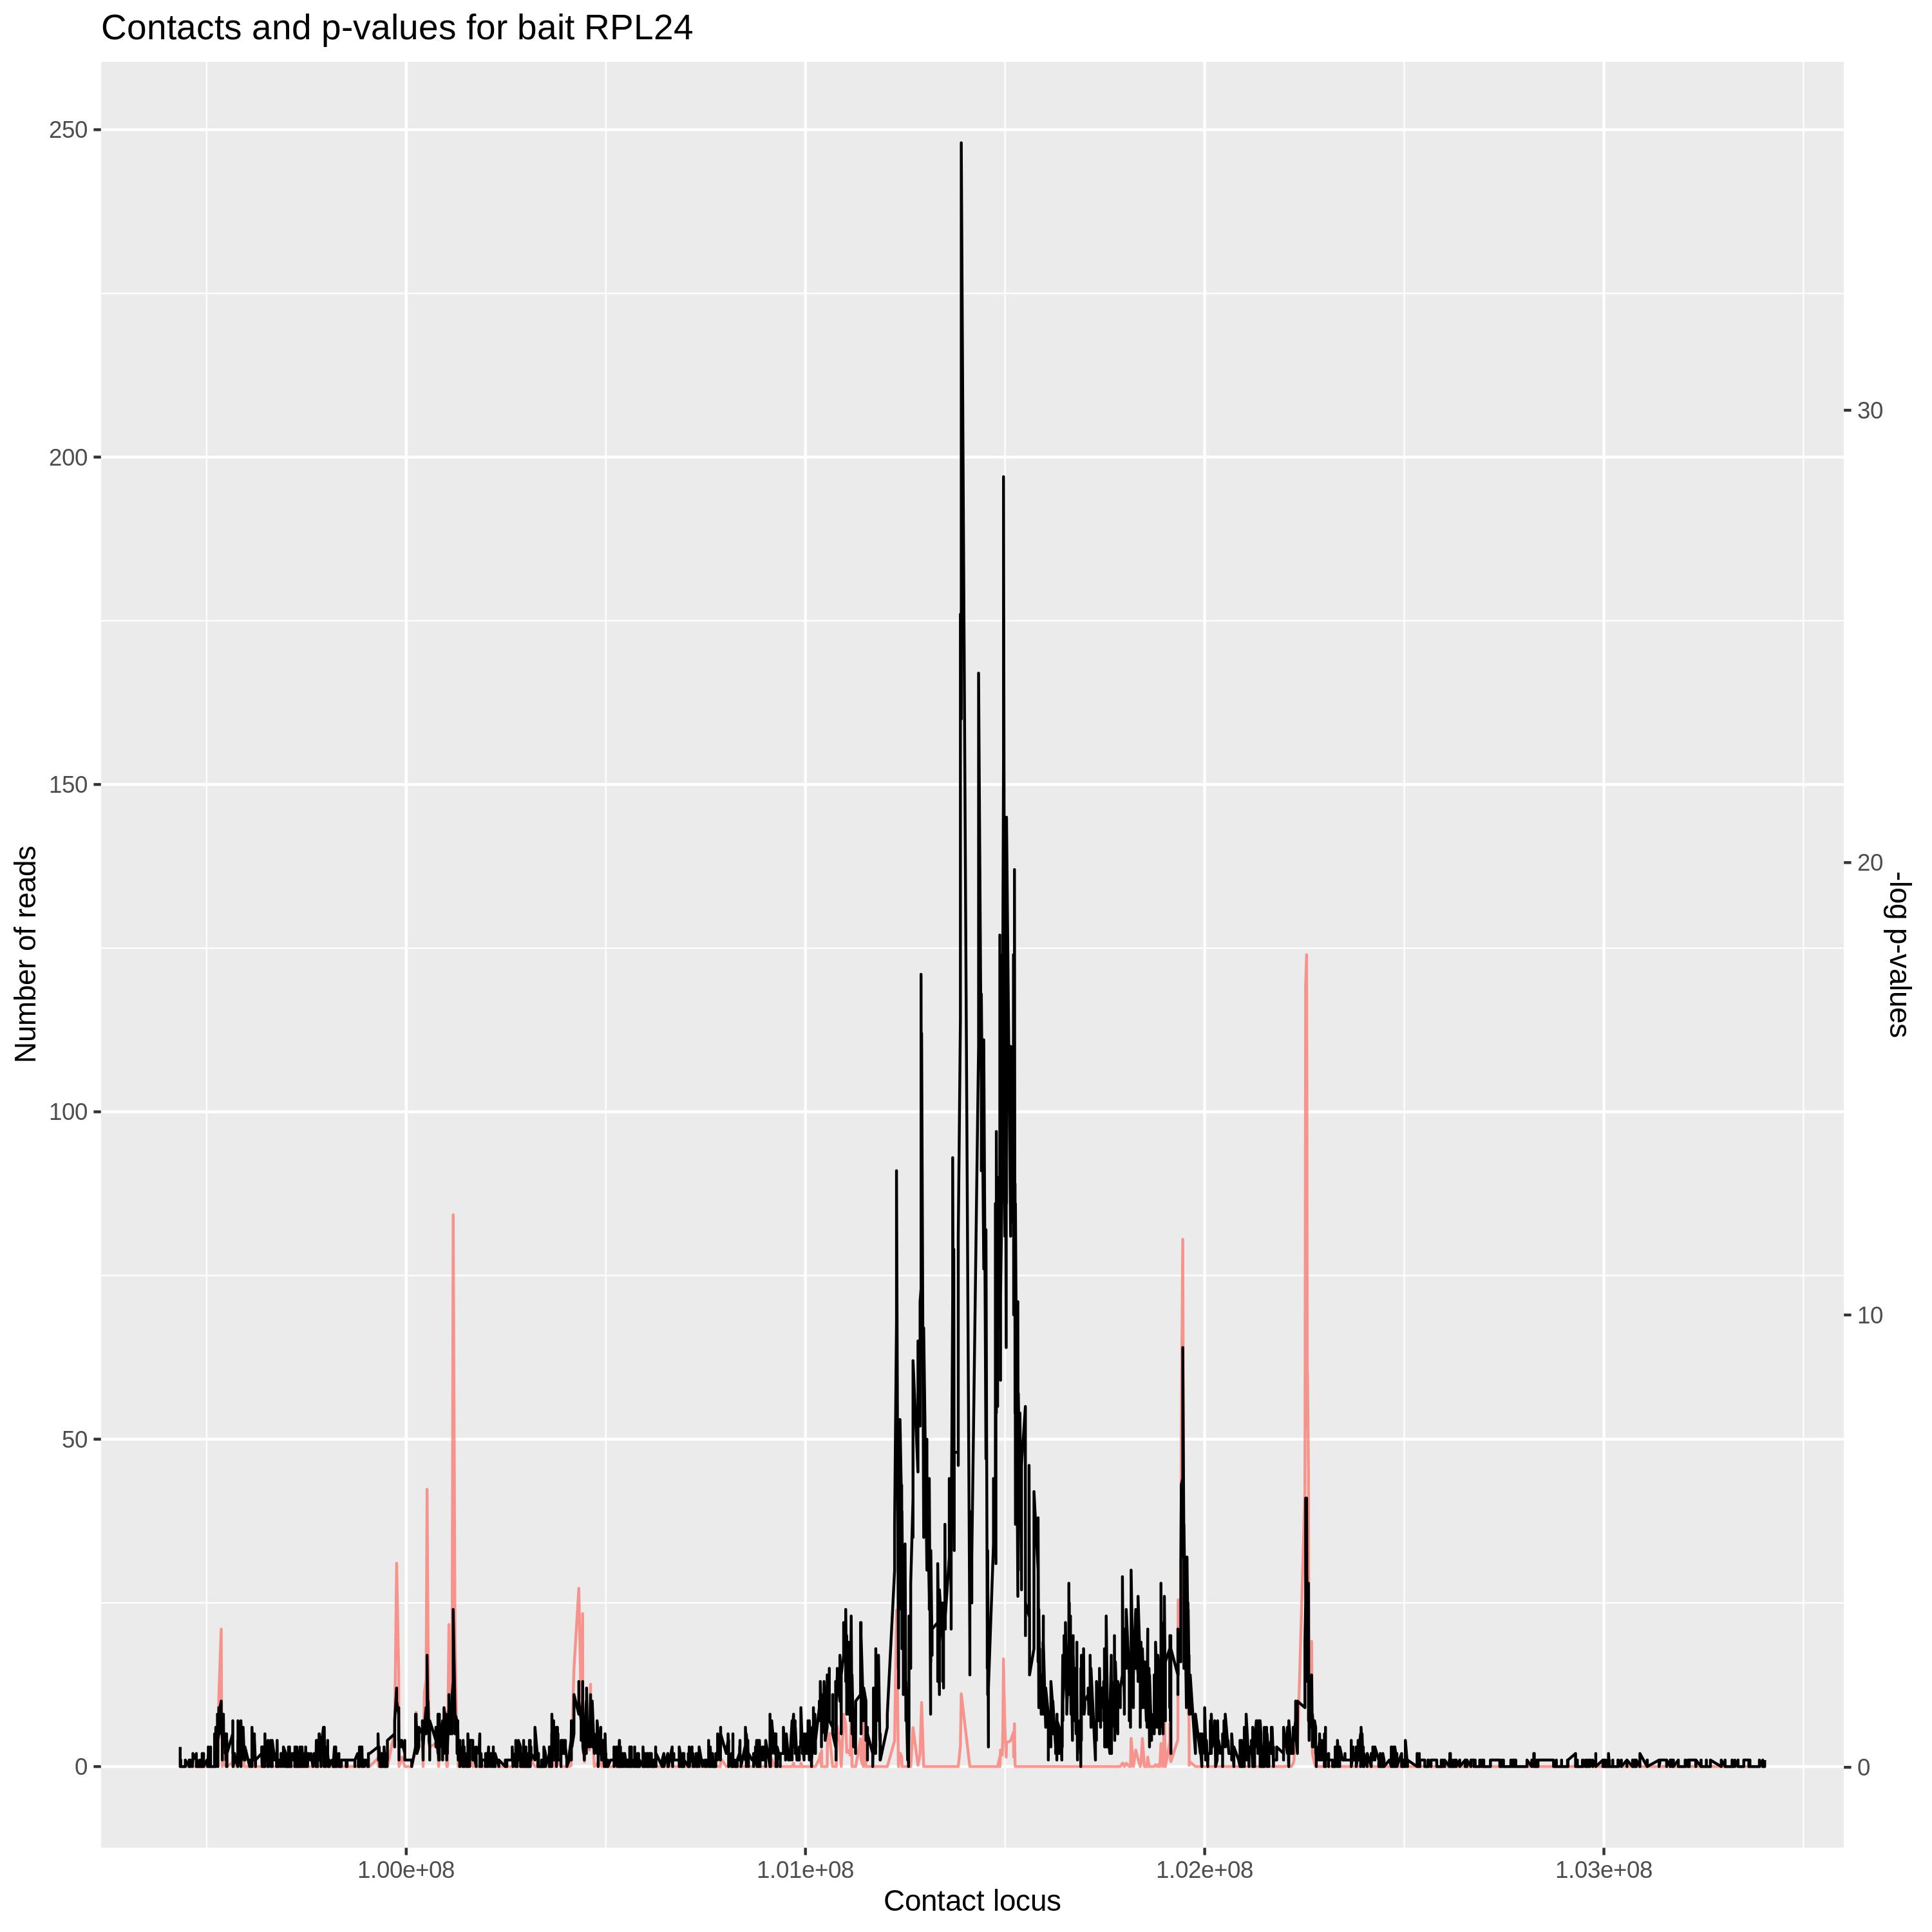 Contacts and p-values for bait RPL24
250
200
150
100
50
0
Number of reads
30
20
10
0
-log p-values
1.00e+08 1.01e+08 1.02e+08 1.03e+08
Contact locus